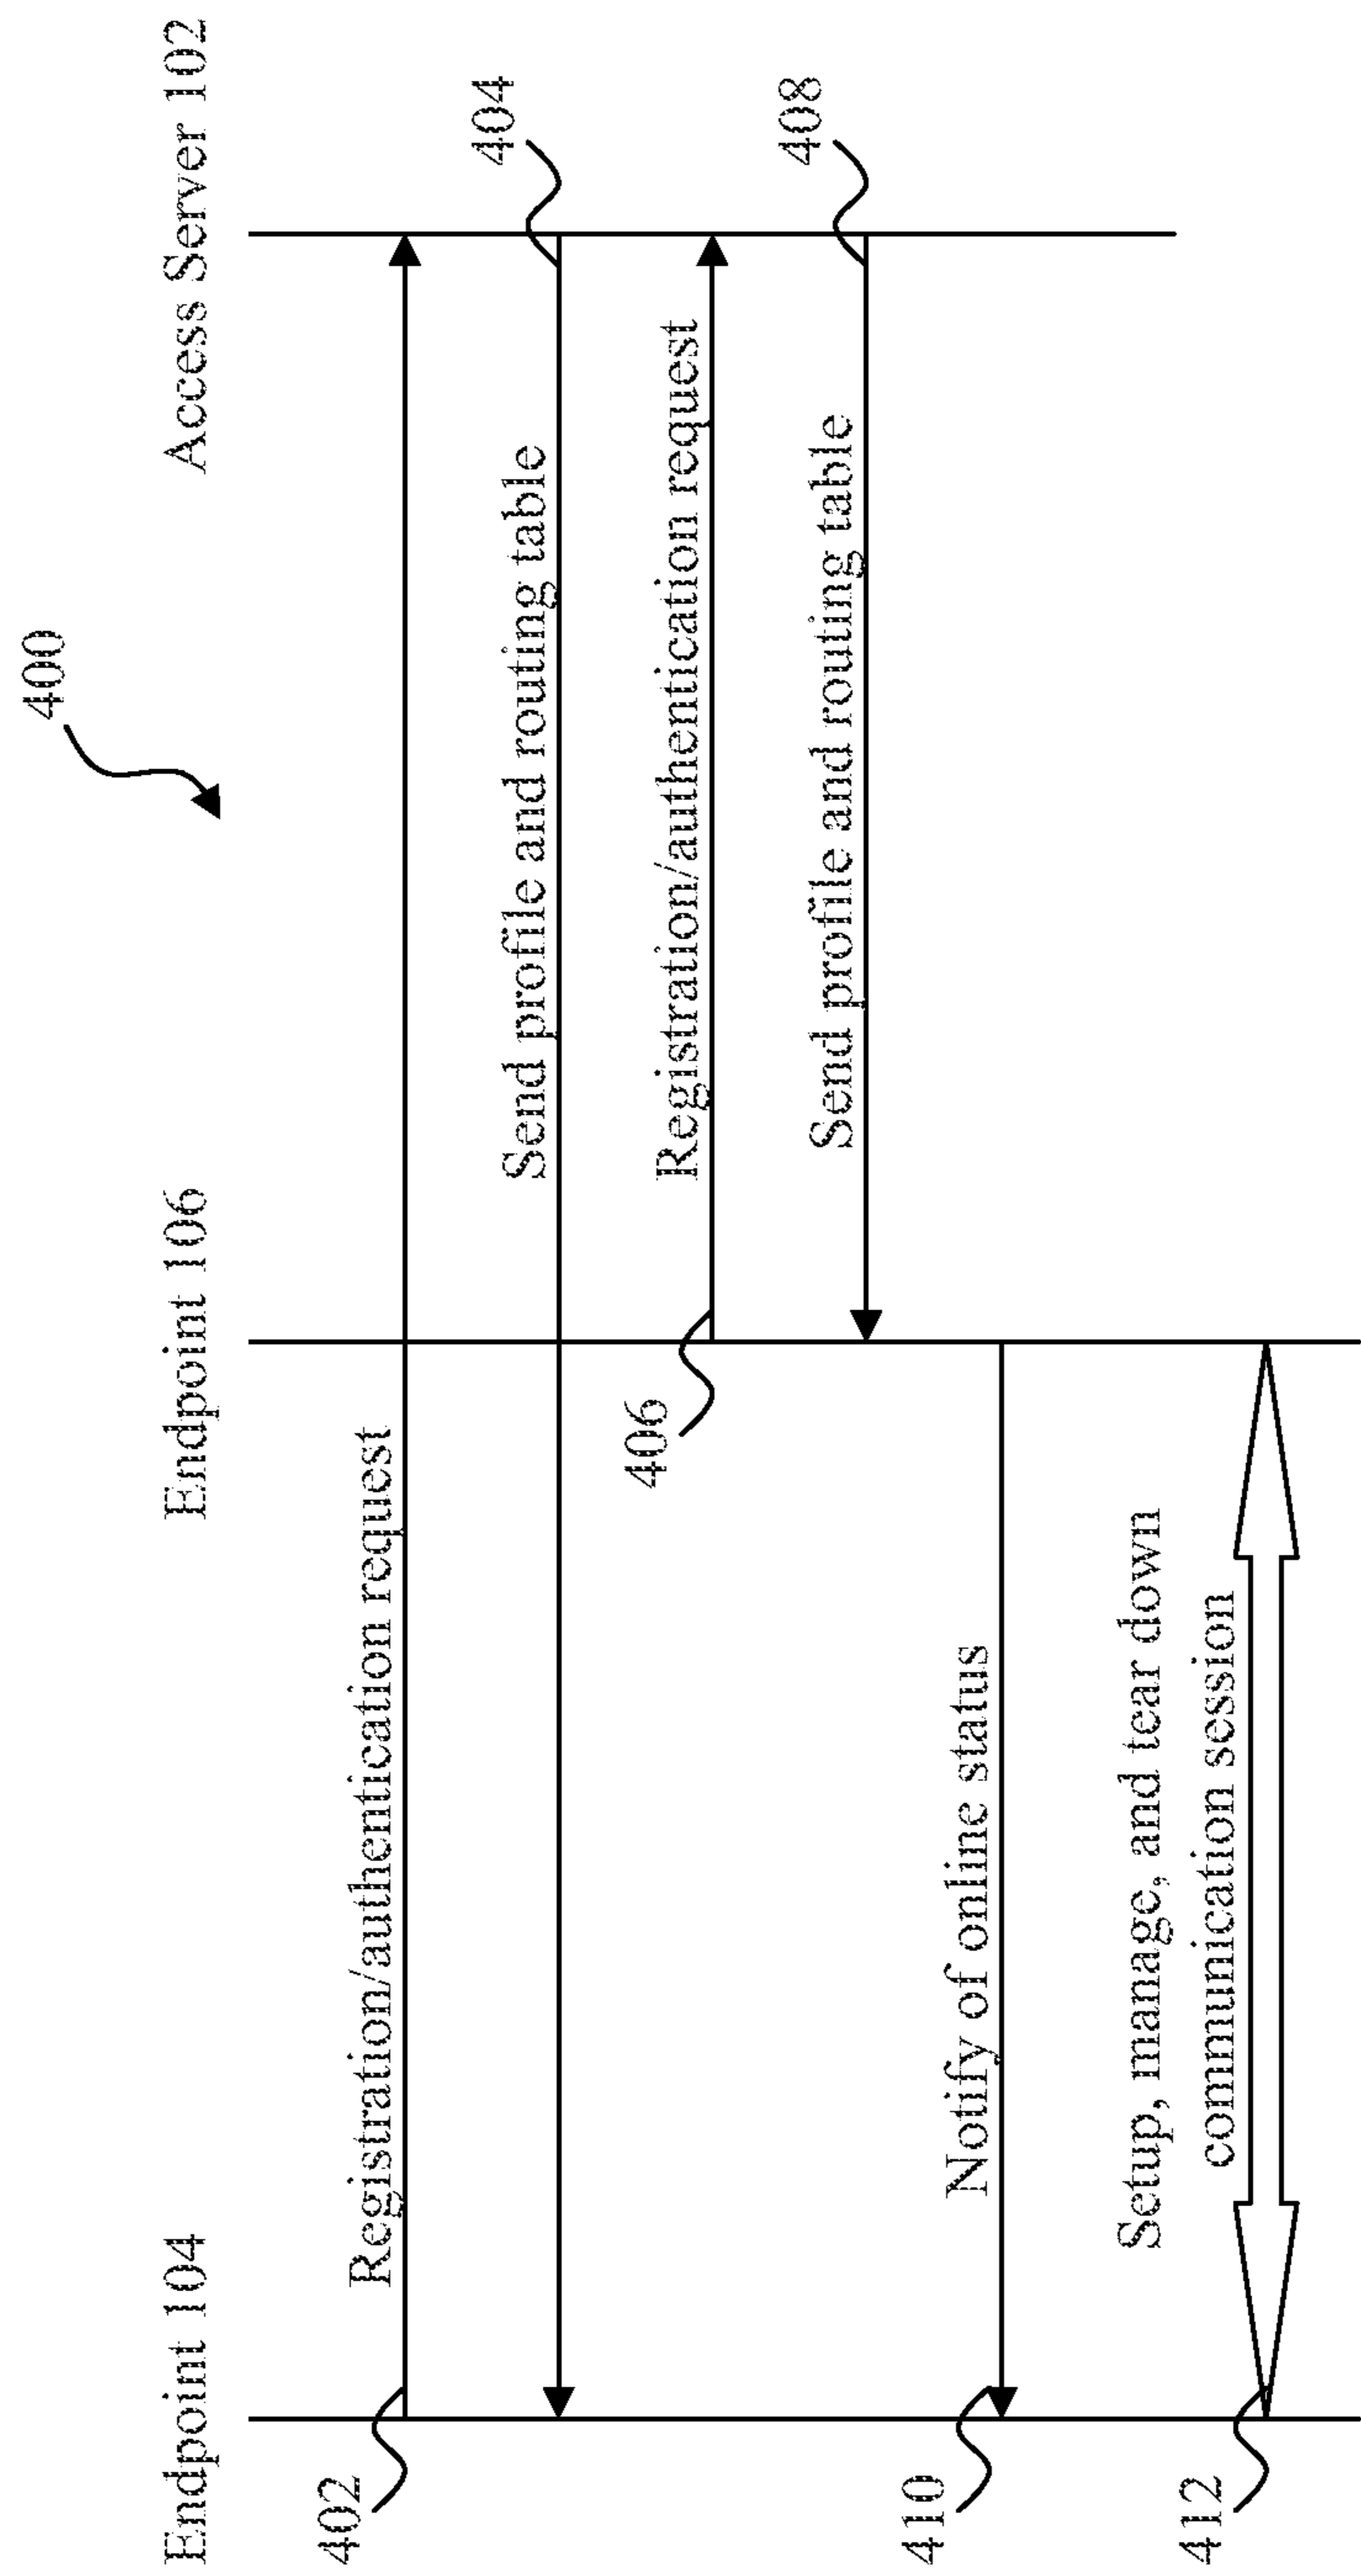 400
Endpoint 104
Endpoint 106
Access Server 102
402
Registration/authentication request
404
Send profile and routing table
406
Registration/authentication request
408
Send profile and routing table
410
Notify of online status
412
Setup, manage, and tear down
communication session